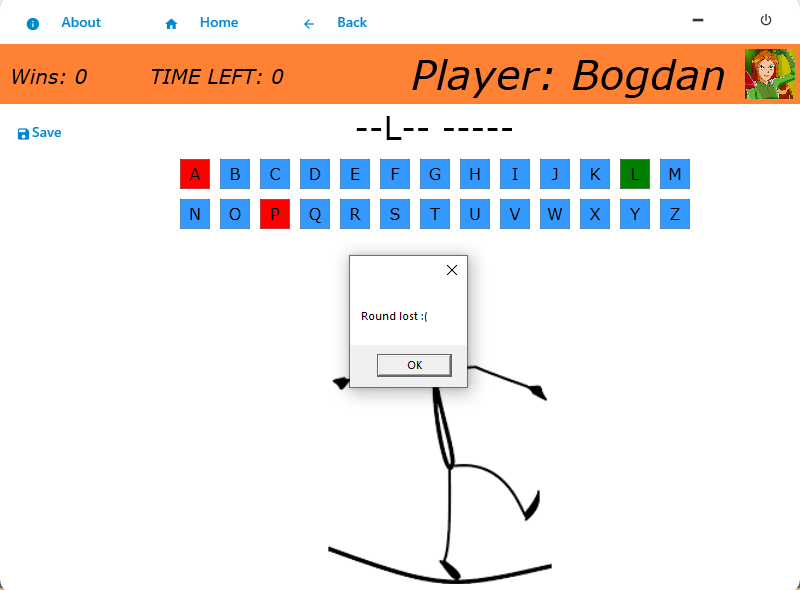 About Home Back
Wins: 0 TIME LEFT: 0 Player: Bogdan
Save
--L-- -----
A B C D E F G H I J K L M
N O P Q R S T U V W X Y Z
Round lost :(
OK